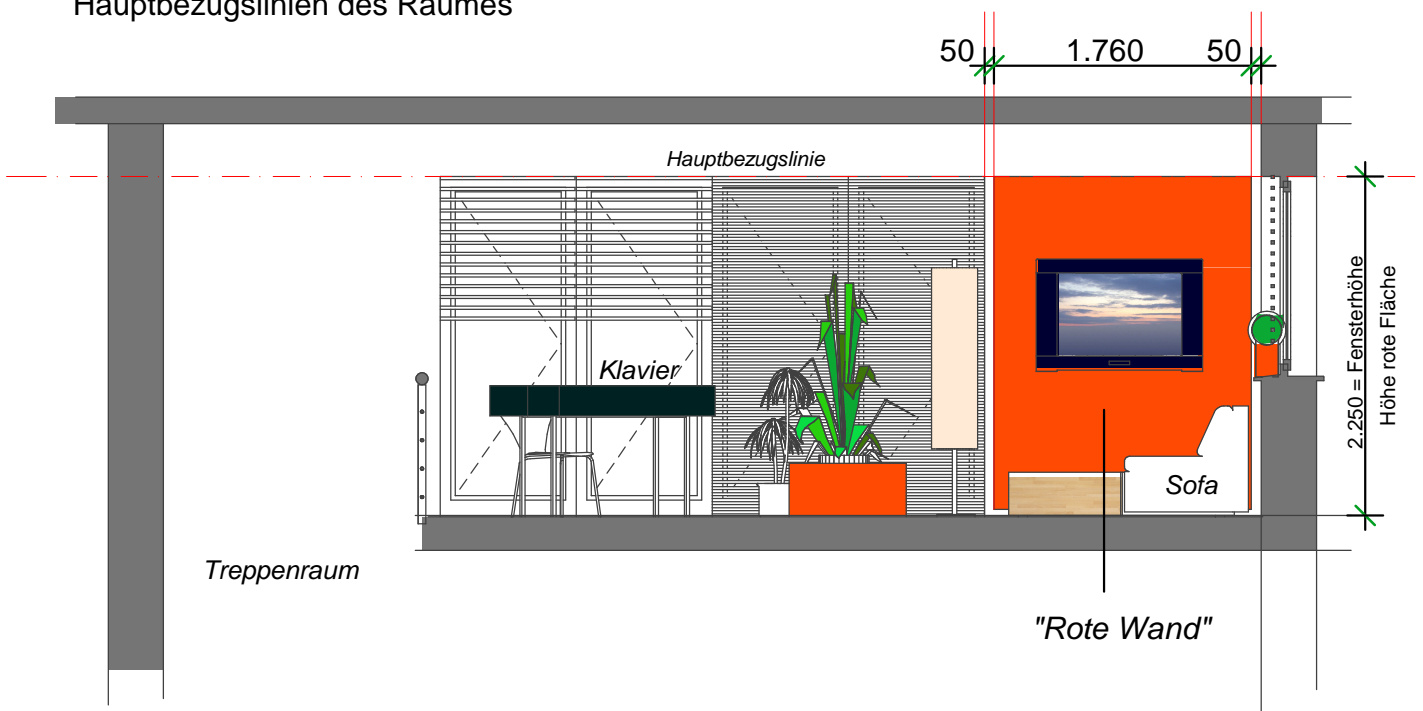 Hauptbezugslinien des Raumes
50
1.760
50
Hauptbezugslinie
2.250 = Fensterhöhe
Höhe rote Fläche
Klavier
Sofa
Treppenraum
"Rote Wand"